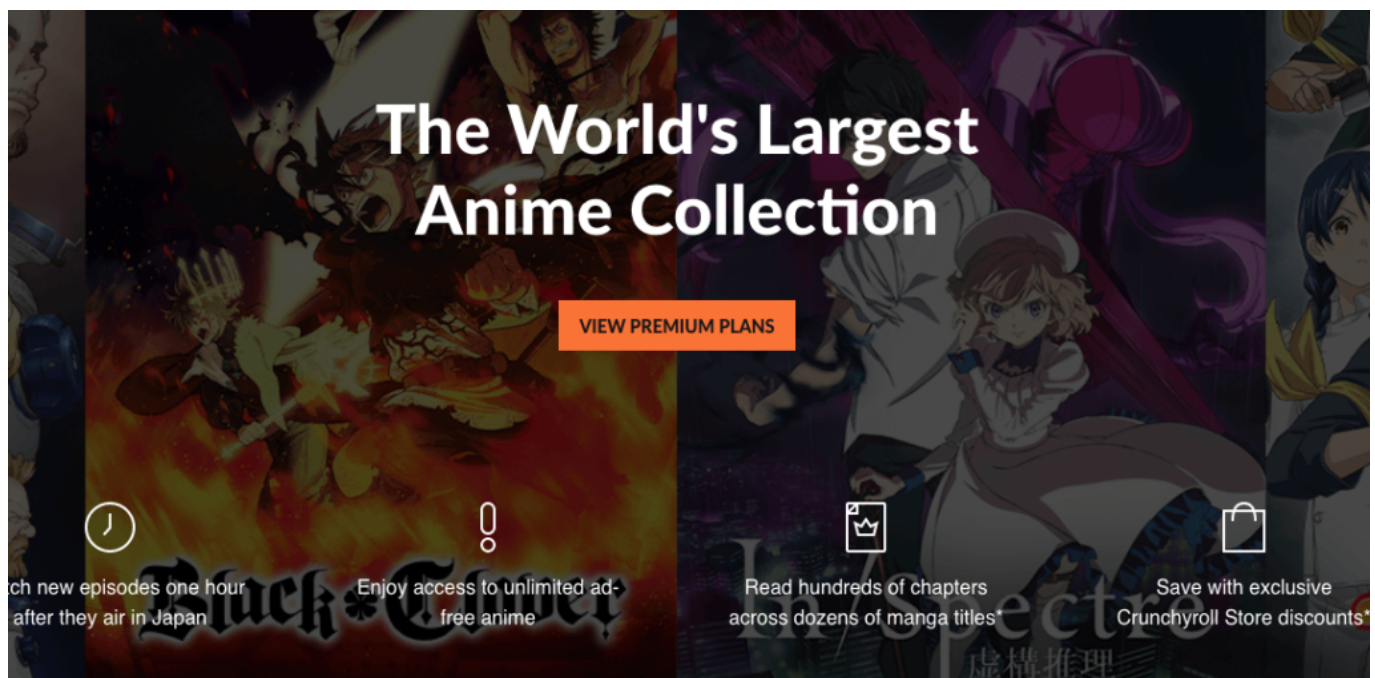 The World's Largest
Anime Collection
VIEW PREMIUM PLANS
tch new episodes one hour
after they air in Japan
Enjoy access to unlimited ad-
free anime
Read hundreds of chapters
across dozens of manga titles*
Save with exclusive
Crunchyroll Store discounts*
Black Clover
In/Spectre
虚構推理